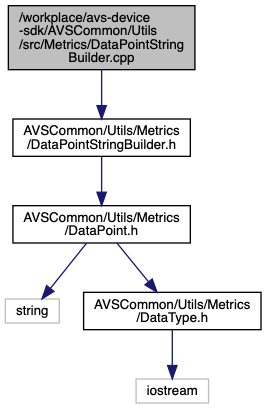 /workplace/avs-device
-sdk/AVSCommon/Utils
/src/Metrics/DataPointString
Builder.cpp
AVSCommon/Utils/Metrics
/DataPointStringBuilder.h
AVSCommon/Utils/Metrics
/DataPoint.h
string
AVSCommon/Utils/Metrics
/DataType.h
iostream